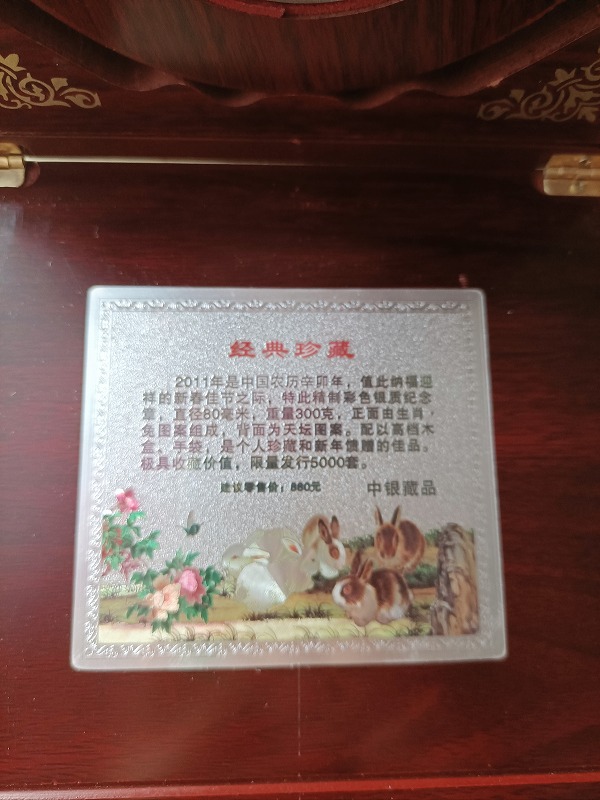 经典珍藏
2011年是中国农历辛卯年，值此纳福迎
祥的新春佳节之际，特此精制彩色银质纪念
章，直径80毫米，重量300克，正面由生肖·
兔图案组成，背面为天坛图案。配以高档木
盒、手袋，是个人珍藏和新年馈赠的佳品。
极具收藏价值，限量发行5000套。
建议零售价：860元
中银藏品